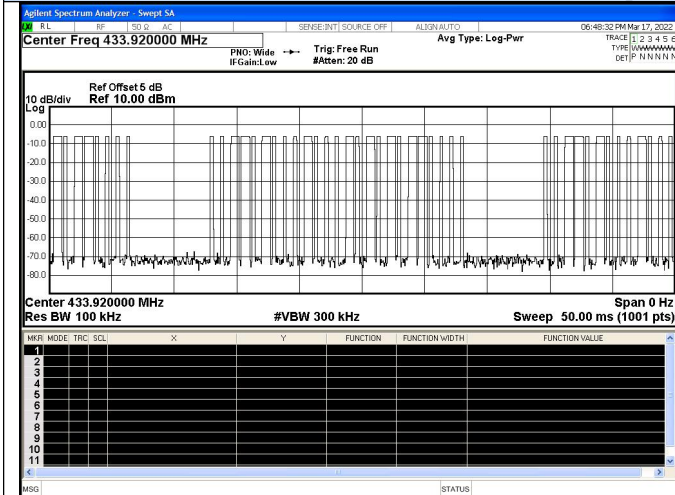 Agilent Spectrum Analyzer - Swept SA
RL RF 50 Ω AC SENSE:INT SOURCE OFF ALIGN AUTO 06:48:32 PM Mar 17, 2022
Center Freq 433.920000 MHz
PNO: Wide Trig: Free Run Avg Type: Log-Pwr TRACE 1 2 3 4 5 6
IFGain:Low #Atten: 20 dB TYPE
DET P N N N N N
Ref Offset 5 dB
10 dB/div Ref 10.00 dBm
Log
0.00
-10.0
-20.0
-30.0
-40.0
-50.0
-60.0
-70.0
-80.0
Center 433.920000 MHz Span 0 Hz
Res BW 100 kHz #VBW 300 kHz Sweep 50.00 ms (1001 pts)
MKR MODE TRC SCL X Y FUNCTION FUNCTION WIDTH FUNCTION VALUE
1
2
3
4
5
6
7
8
9
10
11
MSG STATUS